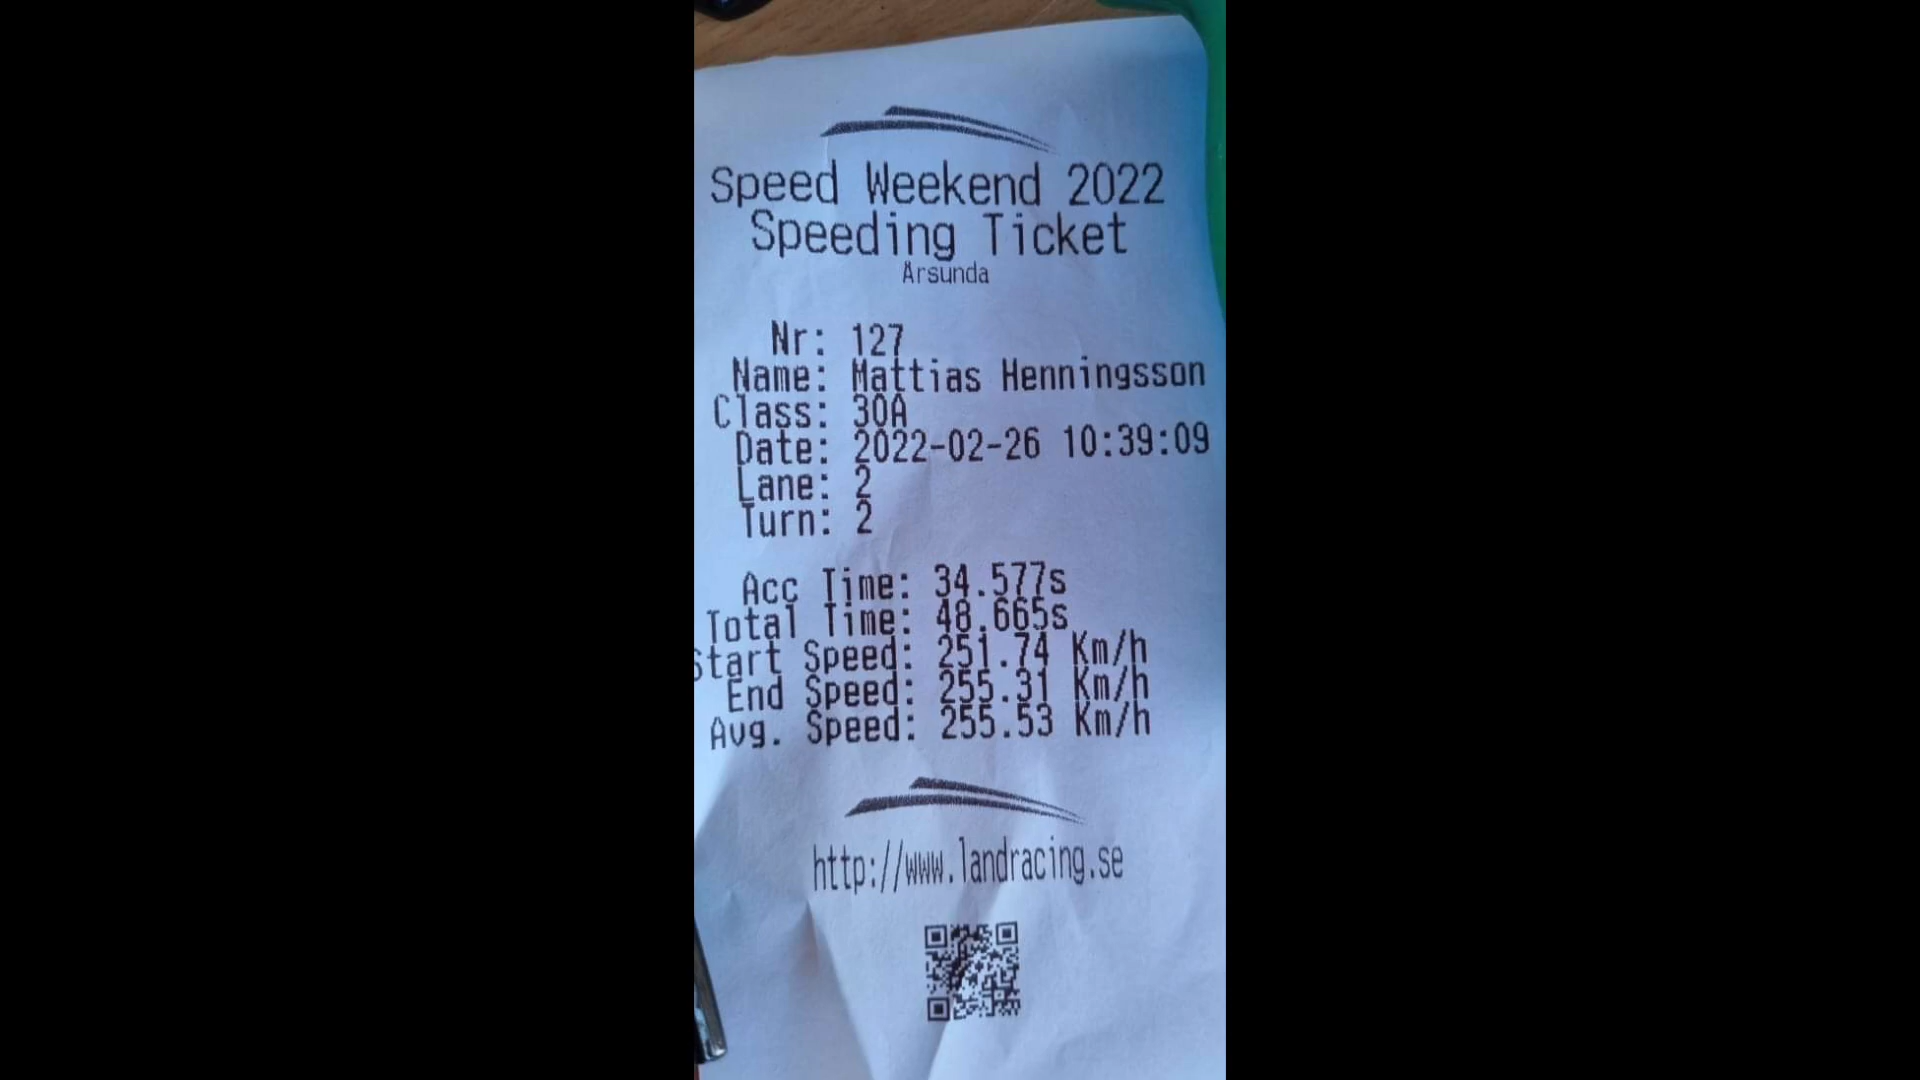 Speed Weekend 2022
Speeding Ticket
Årsunda
Nr: 127
Name: Mattias Henningsson
Class: 30A
Date: 2022-02-26 10:39:09
Lane: 2
Turn: 2
Acc Time: 34.577s
Total Time: 48.665s
Start Speed: 251.74 Km/h
End Speed: 255.31 Km/h
Avg. Speed: 255.53 Km/h
http://www.landracing.se